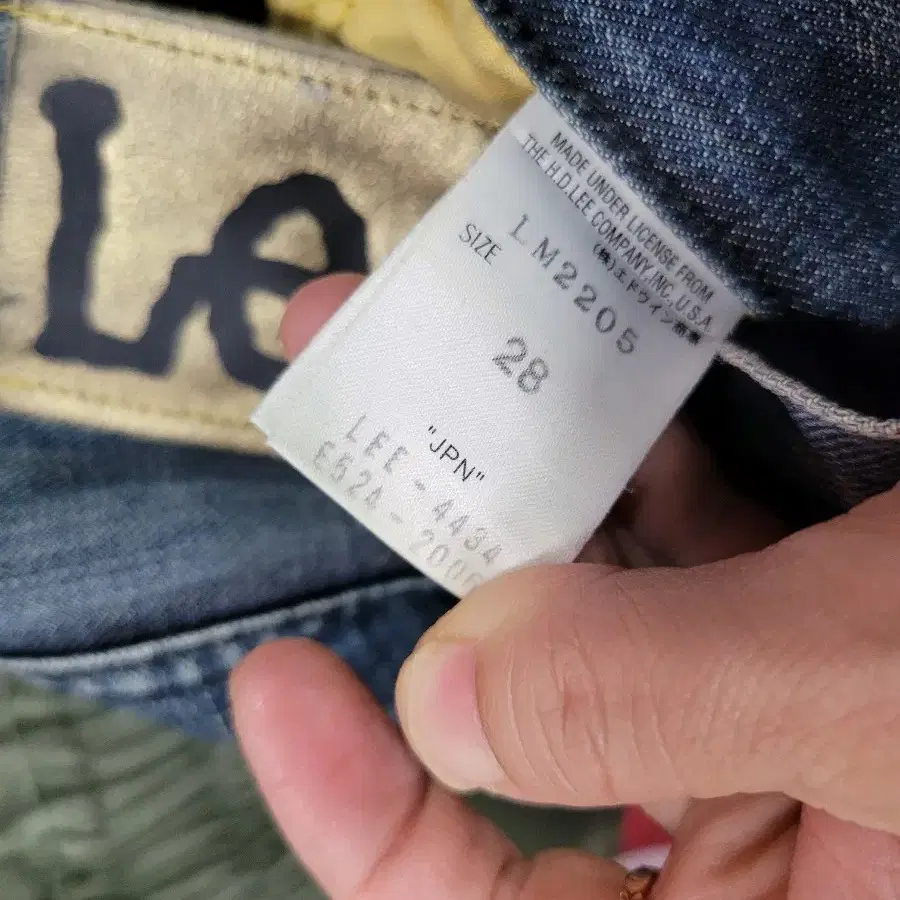 Lee
MADE UNDER LICENSE FROM
THE H.D.LEE COMPANY, INC., U.S.A.
(株)エドウイン商事
LM2205
SIZE
28
"JPN"
LEE -4434
E624-2006